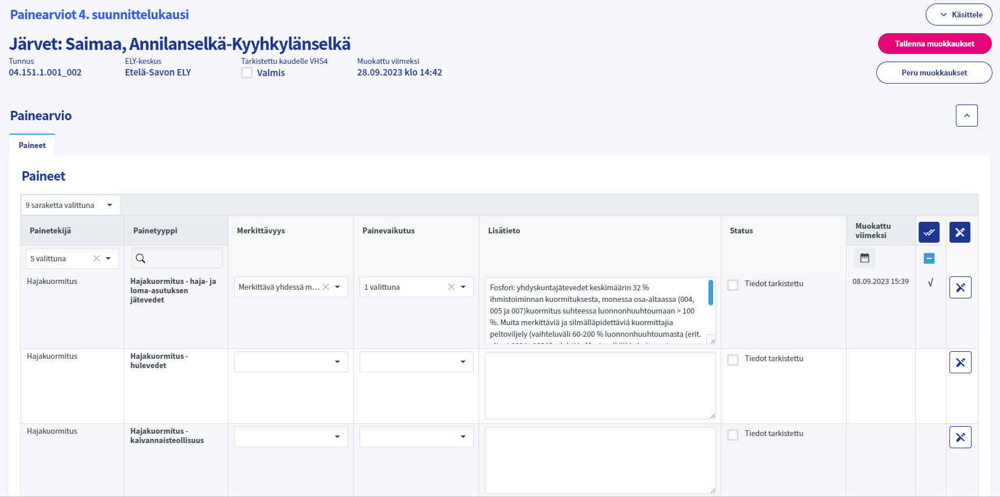 Painearviot 4. suunnittelukausi
Käsittele
Järvet: Saimaa, Annilanselkä-Kyyhkylänselkä
Tallenna muokkaukset
Tunnus
ELY-keskus
Tarkistettu kaudelle VHS4
Muokattu viimeksi
04.151.1.001_002
Etelä-Savon ELY
Valmis
28.09.2023 klo 14:42
Peru muokkaukset
Painearvio
Paineet
Paineet
9 saraketta valittuna
Painetekijä
Painetyyppi
Merkittävyys
Painevaikutus
Lisätieto
Status
Muokattu
viimeksi
5 valittuna
Hajakuormitus
Hajakuormitus - haja- ja
loma-asutuksen
jätevedet
Merkittävä yhdessä m...
1 valittuna
Fosfori: yhdyskuntajätevedet keskimäärin 32 %
ihmistoiminnan kuormituksesta, monessa osa-altaassa (004,
005 ja 007)kuormitus suhteessa luonnonhuuhtoumaan > 100
%. Muita merkittäviä ja silmälläpidettäviä kuormittajia
peltoviljely (vaihteluväli 60-200 % luonnonhuuhtoumasta (erit.
Tiedot tarkistettu
08.09.2023 15:39
√
Hajakuormitus
Hajakuormitus -
hulevedet
Tiedot tarkistettu
Hajakuormitus
Hajakuormitus -
kaivannaisteollisuus
Tiedot tarkistettu